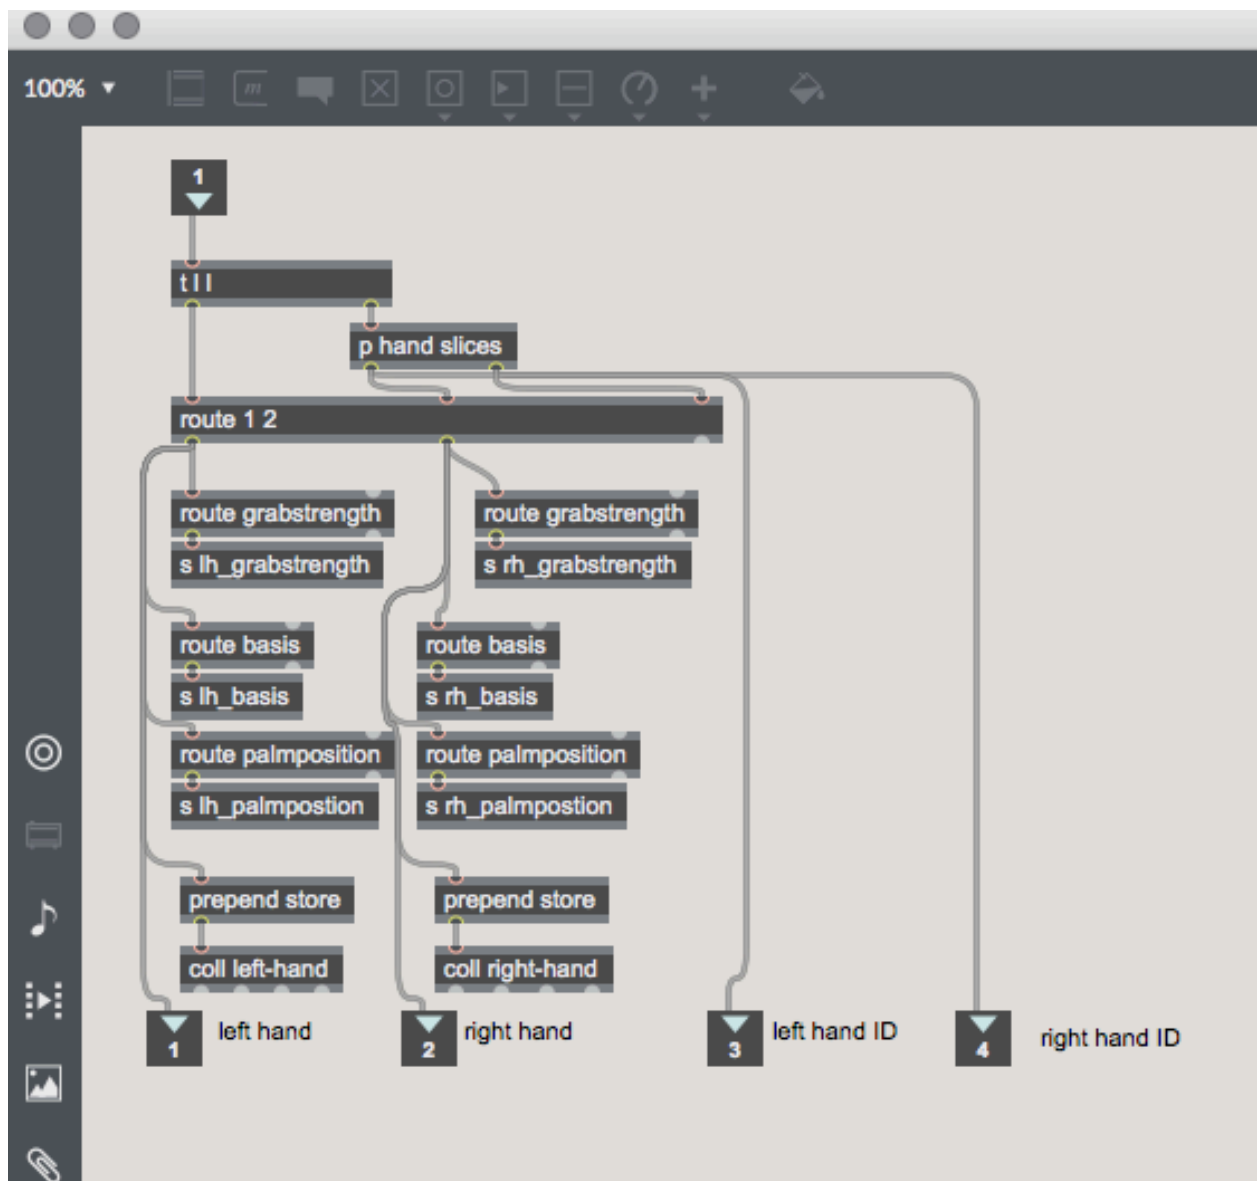 100%
1
t l l
p hand slices
route 1 2
route grabstrength
route grabstrength
s lh_grabstrength
s rh_grabstrength
route basis
route basis
s lh_basis
s rh_basis
route palmposition
route palmposition
s lh_palmpostion
s rh_palmpostion
prepend store
prepend store
coll left-hand
coll right-hand
1 left hand
2 right hand
3 left hand ID
4 right hand ID